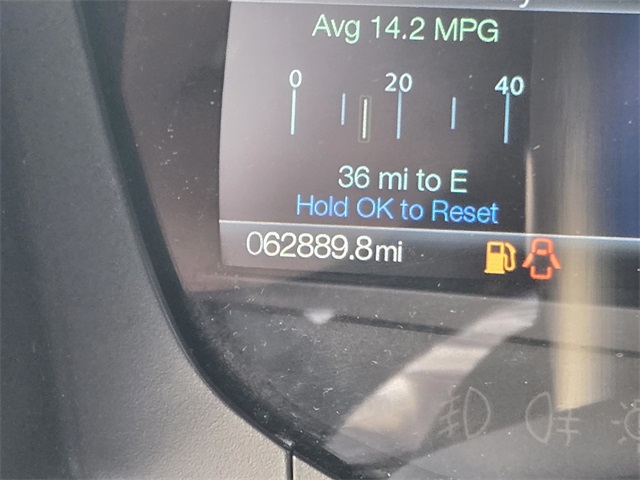 Avg 14.2 MPG
0 20 40
36 mi to E
Hold OK to Reset
062889.8mi